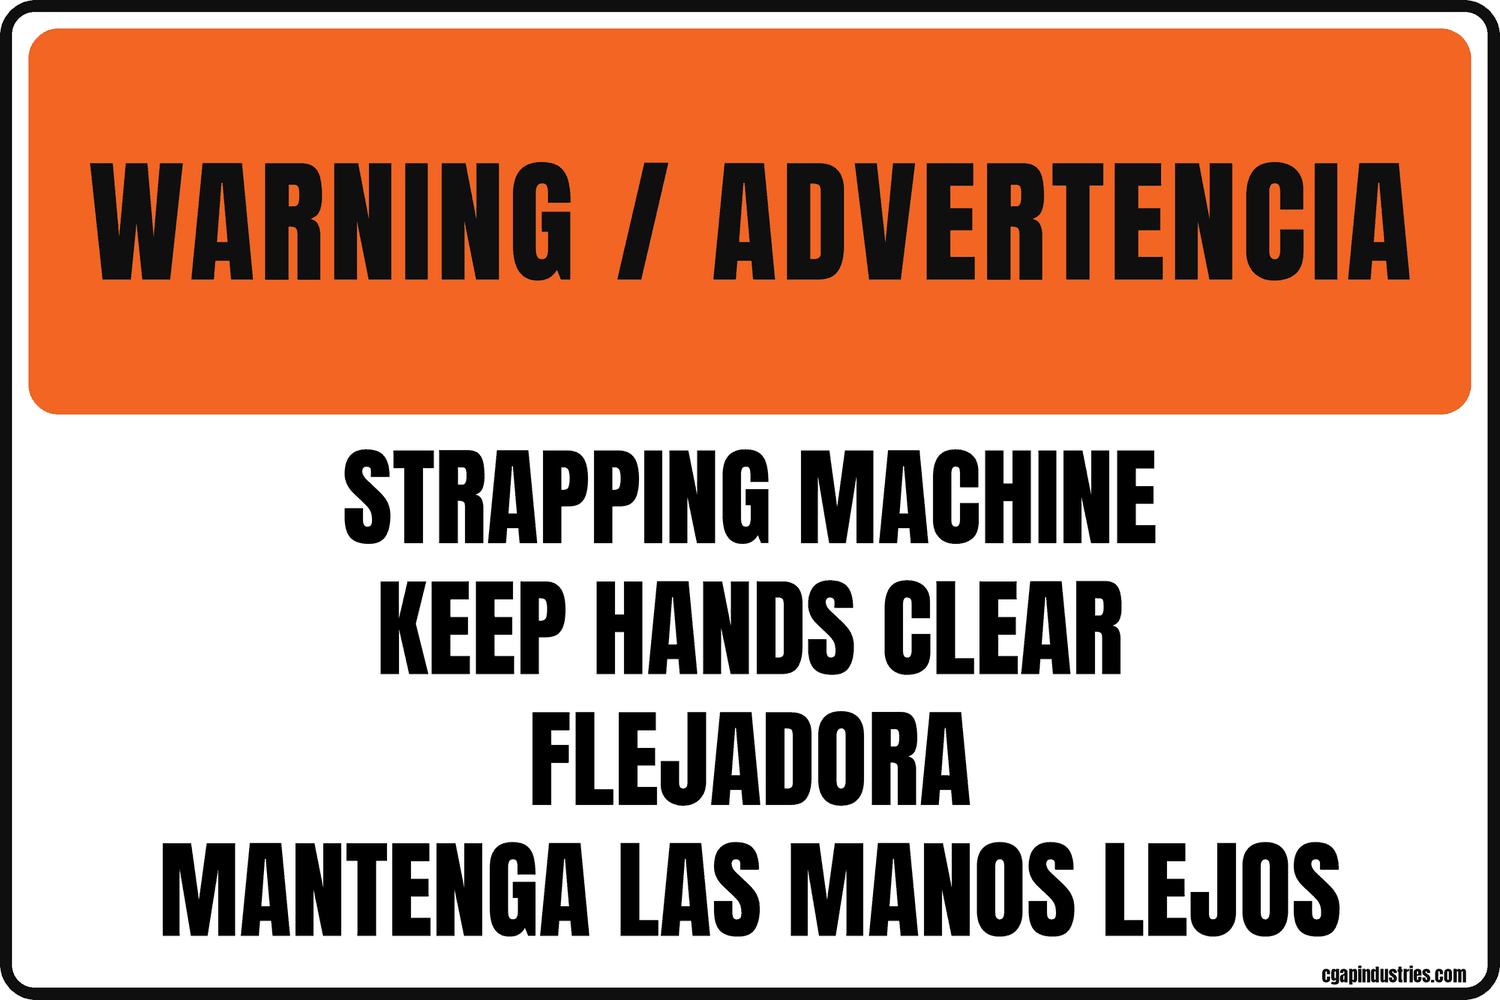 WARNING / ADVERTENCIA
STRAPPING MACHINE
KEEP HANDS CLEAR
FLEJADORA
MANTENGA LAS MANOS LEJOS
cgapindustries.com